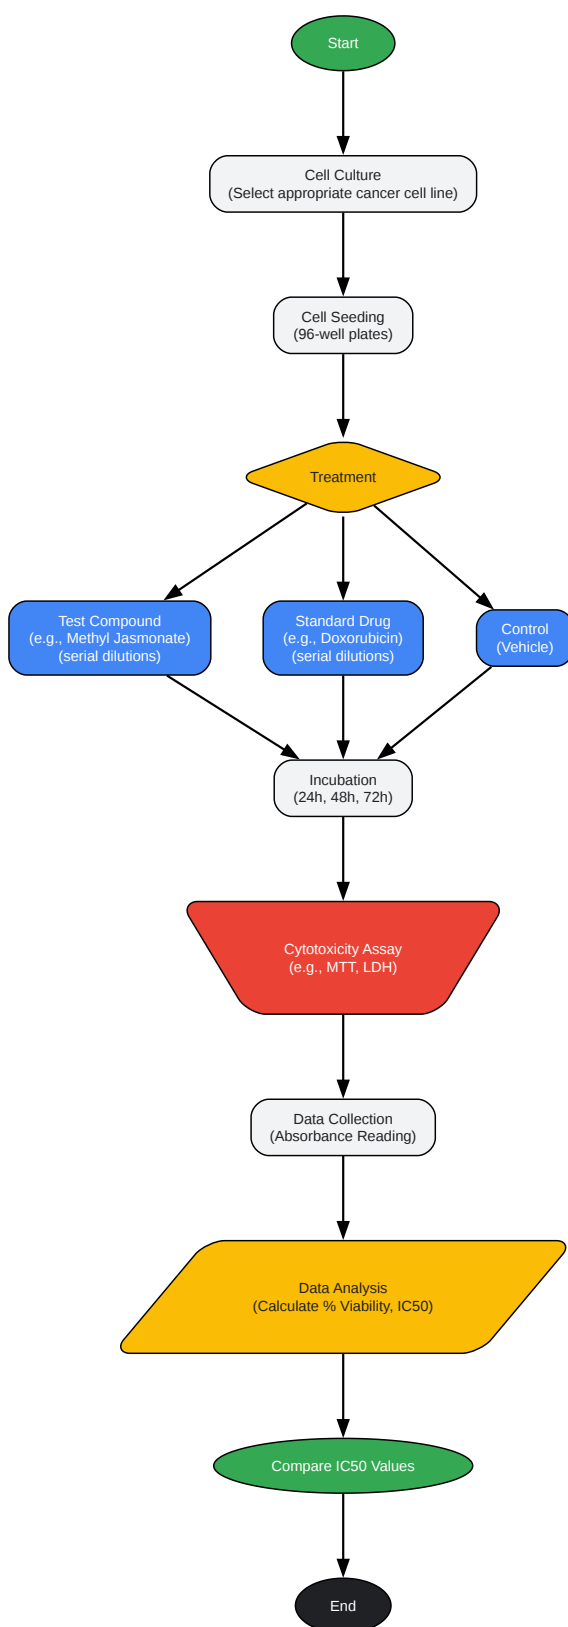 Start
Cell Culture
(Select appropriate cancer cell line)
Cell Seeding
(96-well plates)
Treatment
Test Compound
(e.g., Methyl Jasmonate)
(serial dilutions)
Standard Drug
(e.g., Doxorubicin)
(serial dilutions)
Control
(Vehicle)
Incubation
(24h, 48h, 72h)
Cytotoxicity Assay
(e.g., MTT, LDH)
Data Collection
(Absorbance Reading)
Data Analysis
(Calculate % Viability, IC50)
Compare IC50 Values
End